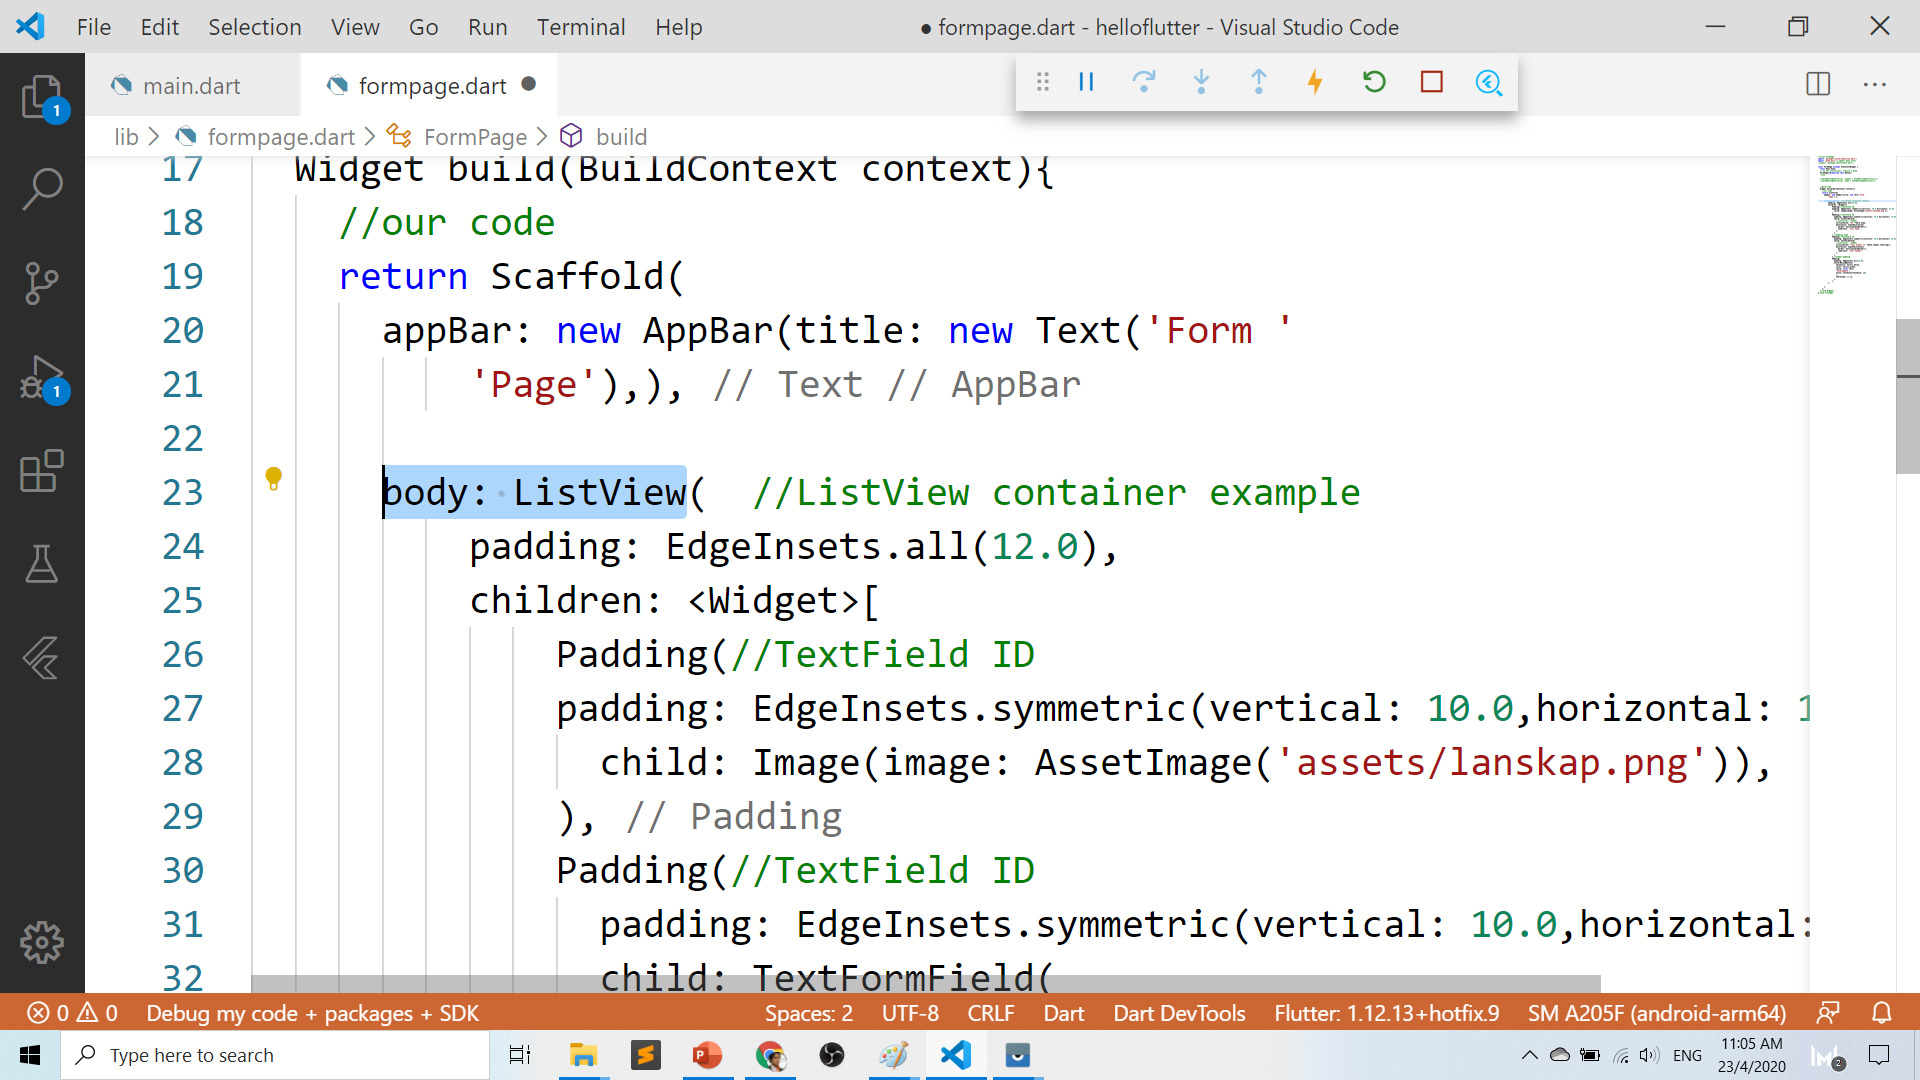 File Edit Selection View Go Run Terminal Help ● formpage.dart - helloflutter - Visual Studio Code
main.dart formpage.dart
lib > formpage.dart > FormPage > build
17 Widget build(BuildContext context){
18 //our code
19 return Scaffold(
20 appBar: new AppBar(title: new Text('Form '
21 'Page'),), // Text // AppBar
22
23 body: ListView( //ListView container example
24 padding: EdgeInsets.all(12.0),
25 children: <Widget>[
26 Padding(//TextField ID
27 padding: EdgeInsets.symmetric(vertical: 10.0,horizontal: 1
28 child: Image(image: AssetImage('assets/lanskap.png')),
29 ), // Padding
30 Padding(//TextField ID
31 padding: EdgeInsets.symmetric(vertical: 10.0,horizontal:
32 child: TextFormField(
1
1
0 0 Debug my code + packages + SDK Spaces: 2 UTF-8 CRLF Dart Dart DevTools Flutter: 1.12.13+hotfix.9 SM A205F (android-arm64)
Type here to search ENG 11:05 AM
23/4/2020 2